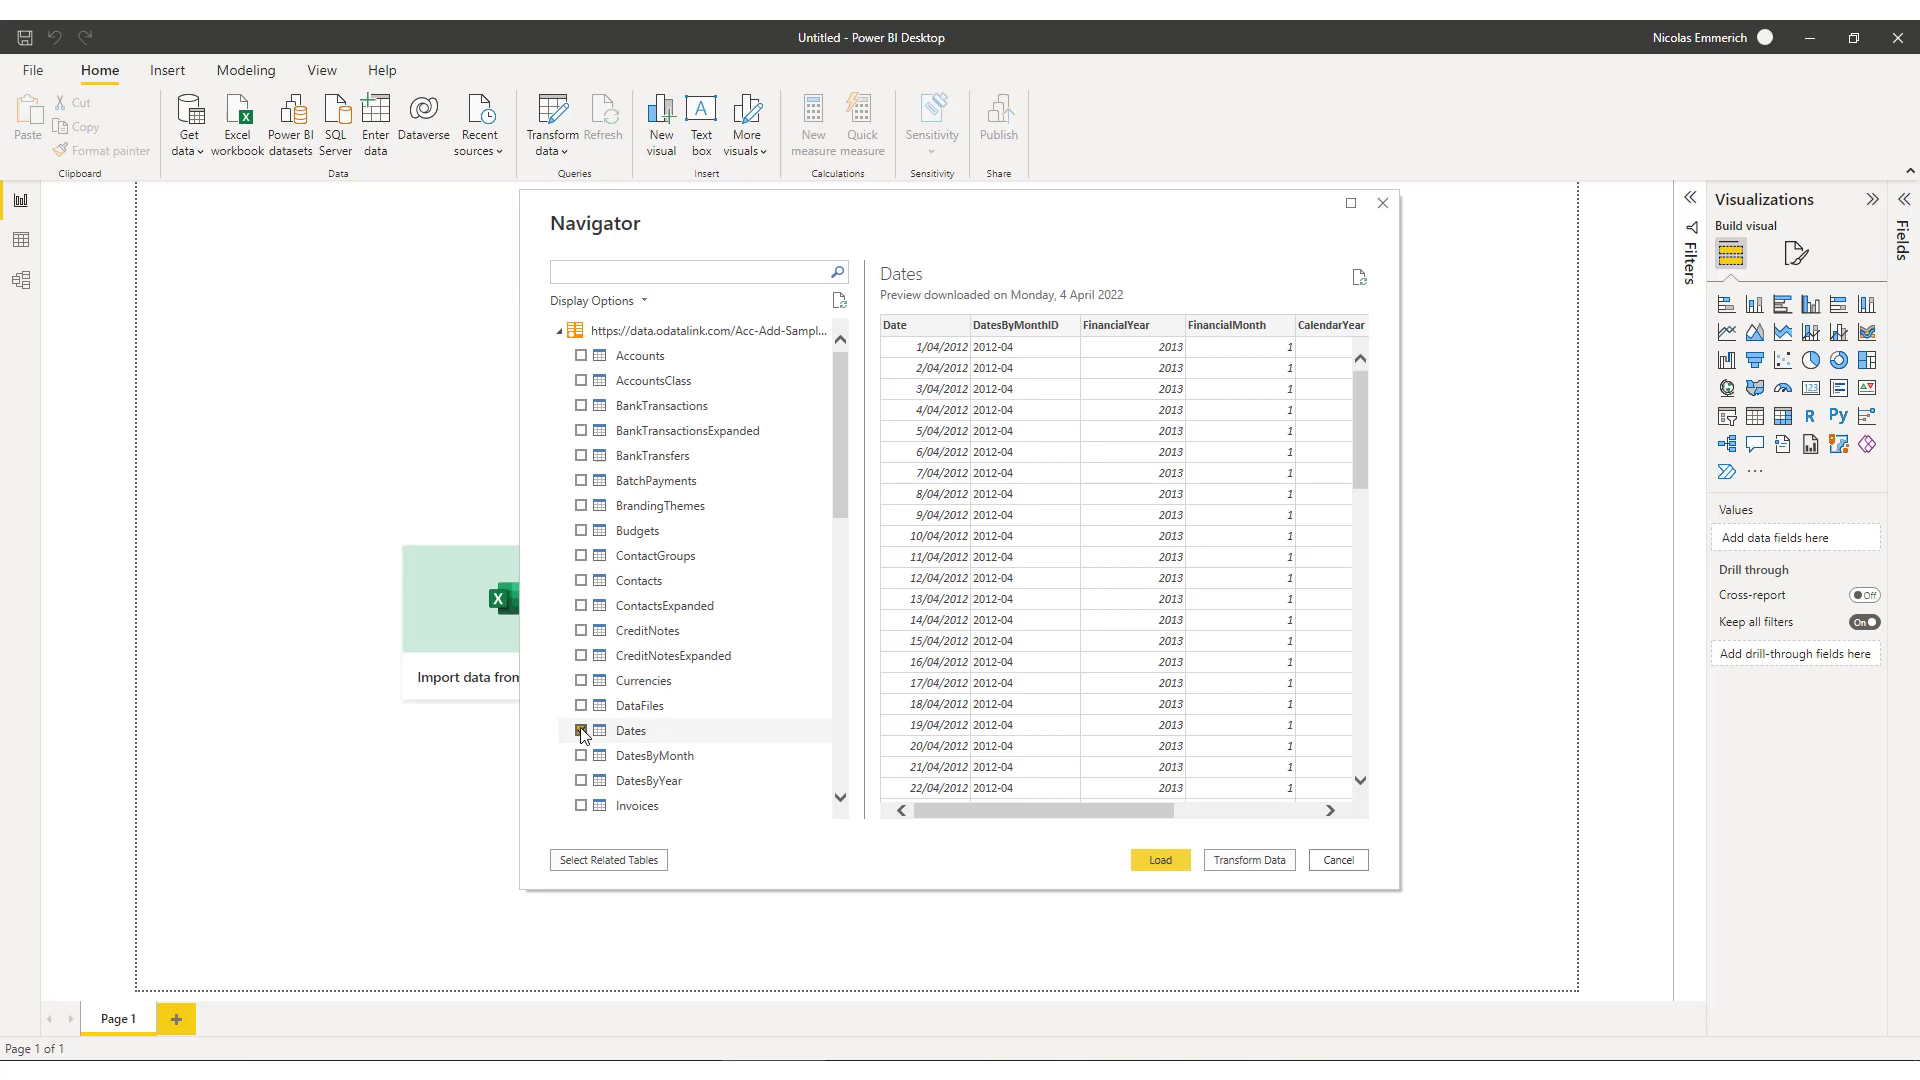 Untitled - Power BI Desktop
Nicolas Emmerich
File
Home
Insert
Modeling
View
Help
Paste
Cut
Copy
Format painter
Clipboard
Get data
Excel workbook
Power BI datasets
SQL Server
Enter data
Dataverse
Recent sources
Data
Transform data
Refresh
Queries
New visual
Text box
More visuals
Insert
New measure
Quick measure
Calculations
Sensitivity
Sensitivity
Publish
Share
Navigator
Display Options
https://data.odatalink.com/Acc-Add-Sampl...
Accounts
AccountsClass
BankTransactions
BankTransactionsExpanded
BankTransfers
BatchPayments
BrandingThemes
Budgets
ContactGroups
Contacts
ContactsExpanded
CreditNotes
CreditNotesExpanded
Currencies
DataFiles
Dates
DatesByMonth
DatesByYear
Invoices
Dates
Preview downloaded on Monday, 4 April 2022
Date DatesByMonthID FinancialYear FinancialMonth CalendarYear
1/04/2012 2012-04 2013 1
2/04/2012 2012-04 2013 1
3/04/2012 2012-04 2013 1
4/04/2012 2012-04 2013 1
5/04/2012 2012-04 2013 1
6/04/2012 2012-04 2013 1
7/04/2012 2012-04 2013 1
8/04/2012 2012-04 2013 1
9/04/2012 2012-04 2013 1
10/04/2012 2012-04 2013 1
11/04/2012 2012-04 2013 1
12/04/2012 2012-04 2013 1
13/04/2012 2012-04 2013 1
14/04/2012 2012-04 2013 1
15/04/2012 2012-04 2013 1
16/04/2012 2012-04 2013 1
17/04/2012 2012-04 2013 1
18/04/2012 2012-04 2013 1
19/04/2012 2012-04 2013 1
20/04/2012 2012-04 2013 1
21/04/2012 2012-04 2013 1
22/04/2012 2012-04 2013 1
Select Related Tables
Load
Transform Data
Cancel
X
Import data from
Filters
Visualizations
Build visual
123
R
Py
Values
Add data fields here
Drill through
Cross-report
Off
Keep all filters
On
Add drill-through fields here
Fields
Page 1
Page 1 of 1